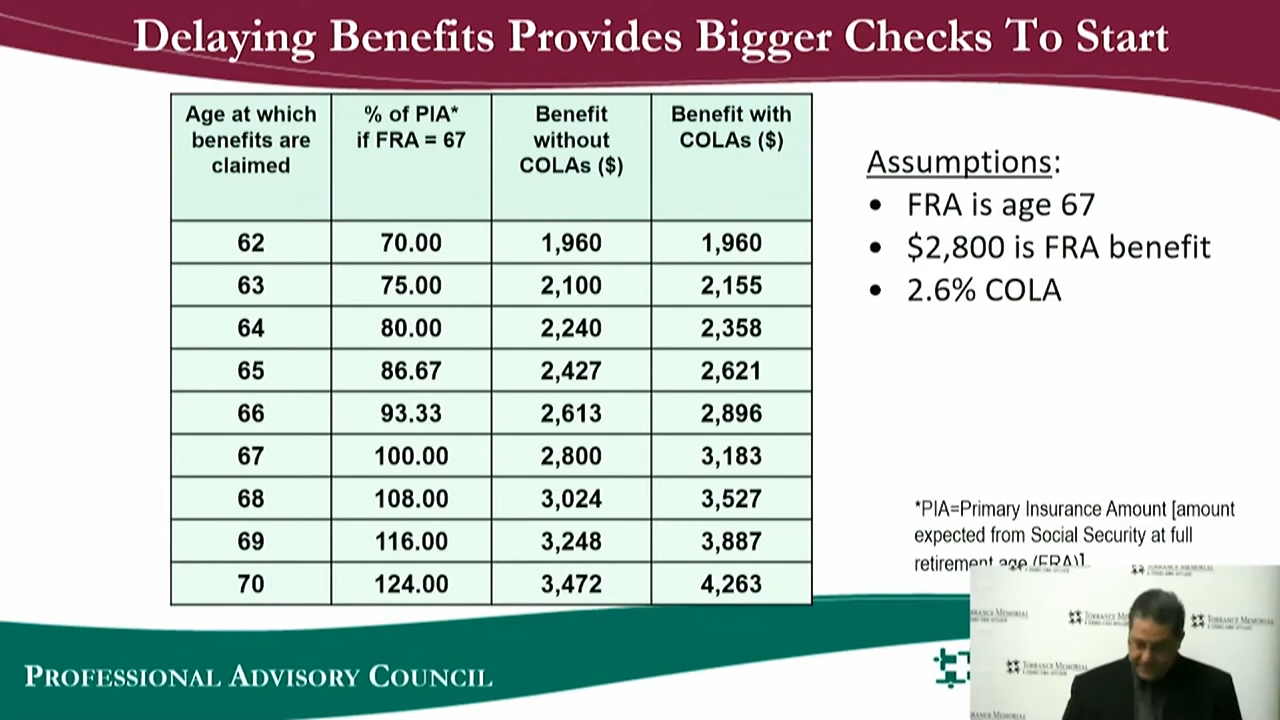 Delaying Benefits Provides Bigger Checks To Start
Age at which benefits are claimed | % of PIA* if FRA = 67 | Benefit without COLAs ($) | Benefit with COLAs ($)
62 | 70.00 | 1,960 | 1,960
63 | 75.00 | 2,100 | 2,155
64 | 80.00 | 2,240 | 2,358
65 | 86.67 | 2,427 | 2,621
66 | 93.33 | 2,613 | 2,896
67 | 100.00 | 2,800 | 3,183
68 | 108.00 | 3,024 | 3,527
69 | 116.00 | 3,248 | 3,887
70 | 124.00 | 3,472 | 4,263
Assumptions:
• FRA is age 67
• $2,800 is FRA benefit
• 2.6% COLA
*PIA=Primary Insurance Amount [amount
expected from Social Security at full
retirement age (FRA)]
PROFESSIONAL ADVISORY COUNCIL
TORRANCE MEMORIAL
TORRANCE MEMORIAL
TORRANCE MEMORIAL